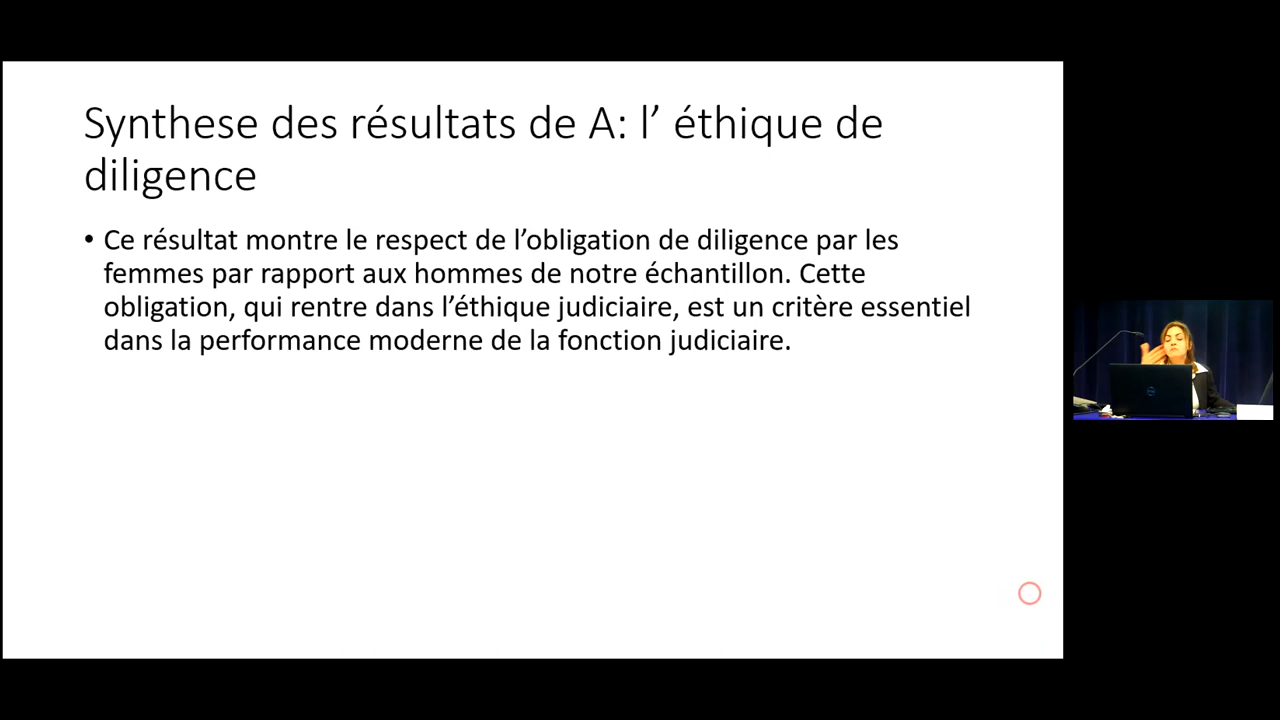 Synthese des résultats de A: l’ éthique de
diligence
• Ce résultat montre le respect de l’obligation de diligence par les
femmes par rapport aux hommes de notre échantillon. Cette
obligation, qui rentre dans l’éthique judiciaire, est un critère essentiel
dans la performance moderne de la fonction judiciaire.